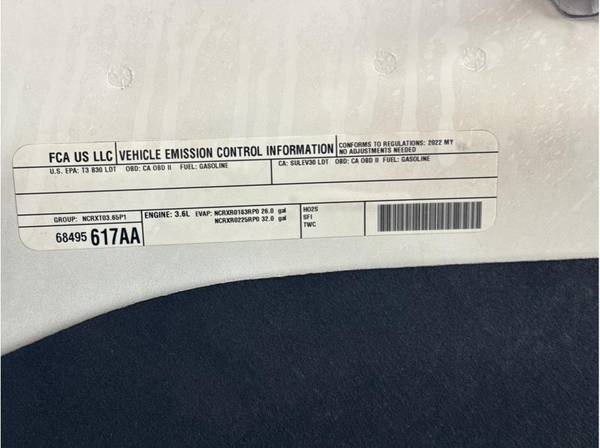 FCA US LLC VEHICLE EMISSION CONTROL INFORMATION
CONFORMS TO REGULATIONS: 2022 MY
NO ADJUSTMENTS NEEDED
U.S. EPA: T3 B30 LDT OBD: CA OBD II FUEL: GASOLINE
CA: SULEV30 LDT OBD: CA OBD II FUEL: GASOLINE
GROUP: NCRXT03.65P1
ENGINE: 3.6L EVAP: NCRXR0183RP0 26.0 gal
NCRXR0225RP0 32.0 gal
HO2S
SFI
TWC
68495 617AA